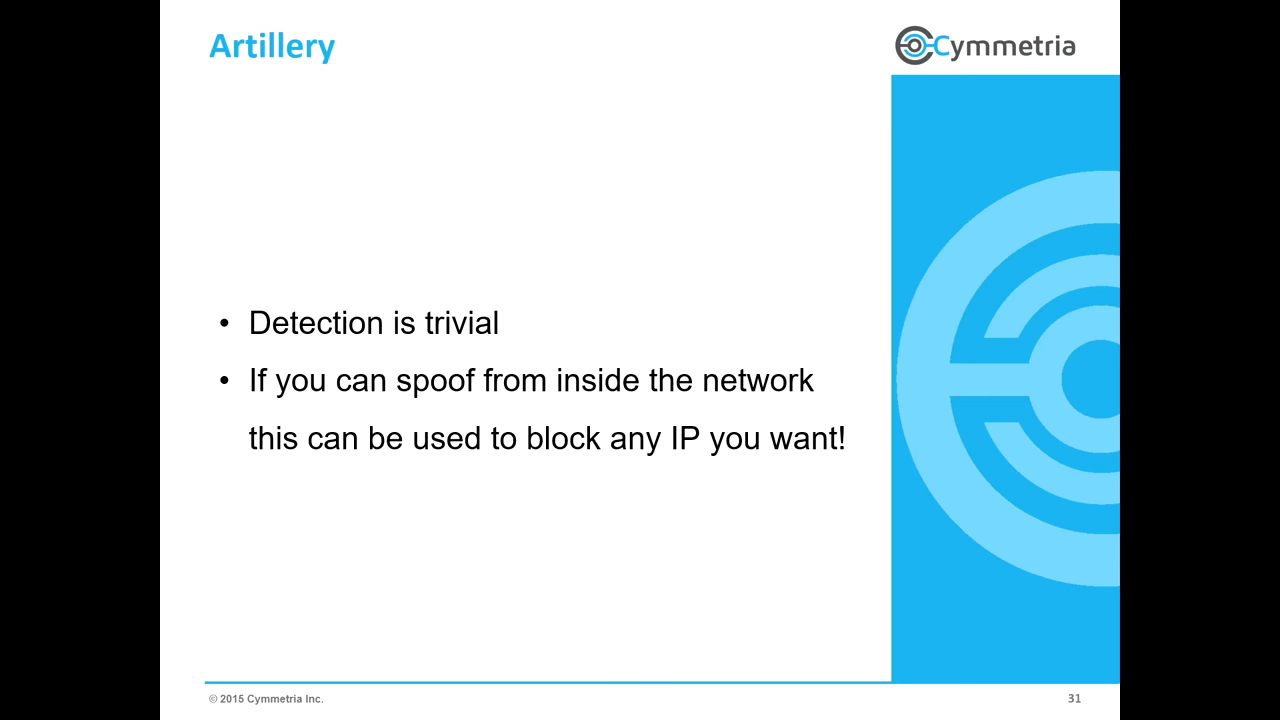 Artillery
Cymmetria
• Detection is trivial
• If you can spoof from inside the network
this can be used to block any IP you want!
© 2015 Cymmetria Inc.
31